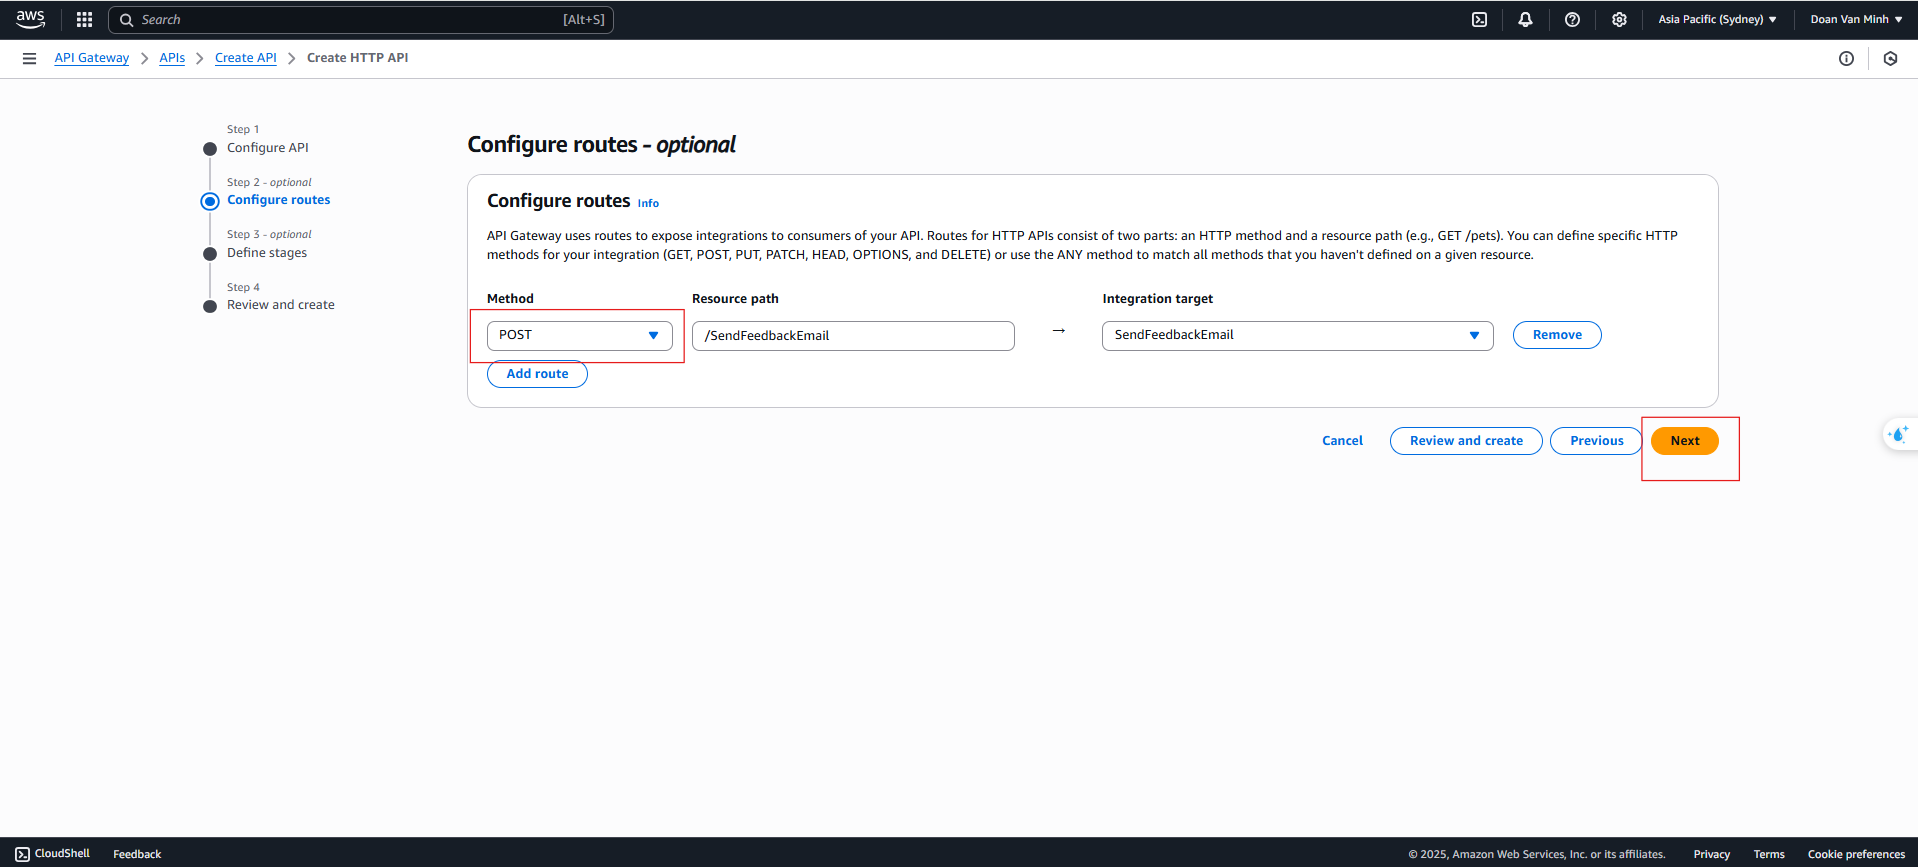 aws
Search [Alt+S]
Asia Pacific (Sydney)
Doan Van Minh
API Gateway
APIs
Create API
Create HTTP API
Step 1
Configure API
Step 2 - optional
Configure routes
Step 3 - optional
Define stages
Step 4
Review and create
Configure routes - optional
Configure routes Info
API Gateway uses routes to expose integrations to consumers of your API. Routes for HTTP APIs consist of two parts: an HTTP method and a resource path (e.g., GET /pets). You can define specific HTTP
methods for your integration (GET, POST, PUT, PATCH, HEAD, OPTIONS, and DELETE) or use the ANY method to match all methods that you haven't defined on a given resource.
Method Resource path Integration target
POST /SendFeedbackEmail → SendFeedbackEmail Remove
Add route
Cancel Review and create Previous Next
CloudShell Feedback © 2025, Amazon Web Services, Inc. or its affiliates. Privacy Terms Cookie preferences